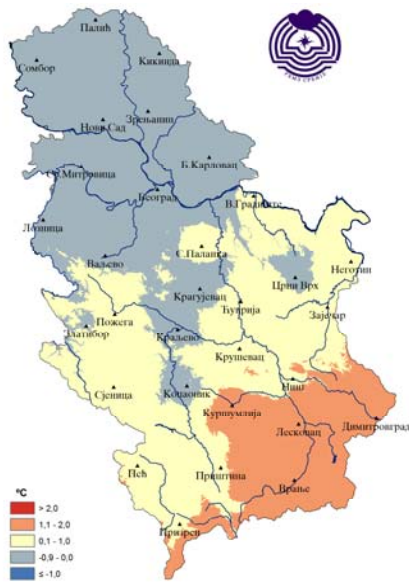 Палић
Кикинда
Сомбор
Зрењанин
Нови Сад
Б.Карловац
Ср.Митровица
Београд
В.Градиште
Лозница
С.Паланка
Ваљево
Неготин
Црни Врх
Крагујевац
Ћуприја
Зајечар
Пожега
Златибор
Краљево
Крушевац
Ниш
Сјеница
Копаоник
Куршумлија
Димитровград
Лесковац
Пећ
Приштина
Врање
Призрен
°C
> 2,0
1,1 - 2,0
0,1 - 1,0
-0,9 - 0,0
≤ -1,0